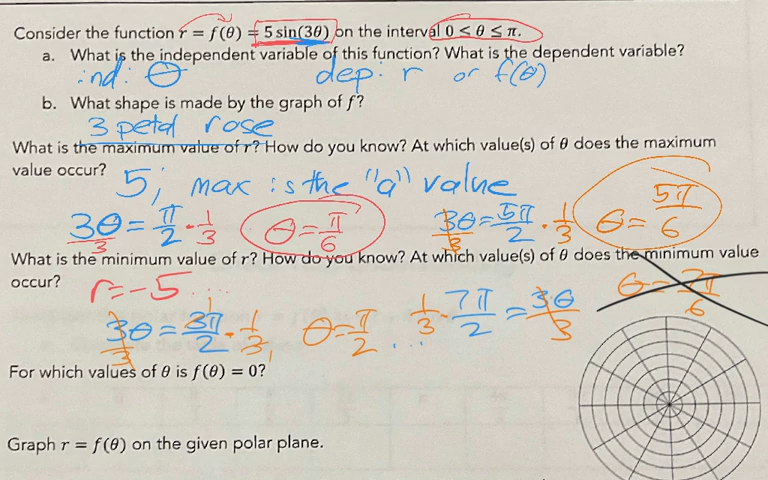 Consider the function r = f(θ) = 5 sin(3θ) on the interval 0 < θ ≤ π.
a. What is the independent variable of this function? What is the dependent variable?
ind: θ dep: r or f(θ)
b. What shape is made by the graph of f?
3 petal rose
What is the maximum value of r? How do you know? At which value(s) of θ does the maximum
value occur?
5, max is the "a" value
3θ/3 = π/2 · 1/3 θ = π/6 3θ/3 = 5π/2 · 1/3 θ = 5π/6
What is the minimum value of r? How do you know? At which value(s) of θ does the minimum value
occur?
r = -5 ... θ = 7π/6
3θ/3 = 3π/2 · 1/3, θ = π/2 ... 1/3 · 7π/2 = 3θ/3
For which values of θ is f(θ) = 0?
Graph r = f(θ) on the given polar plane.